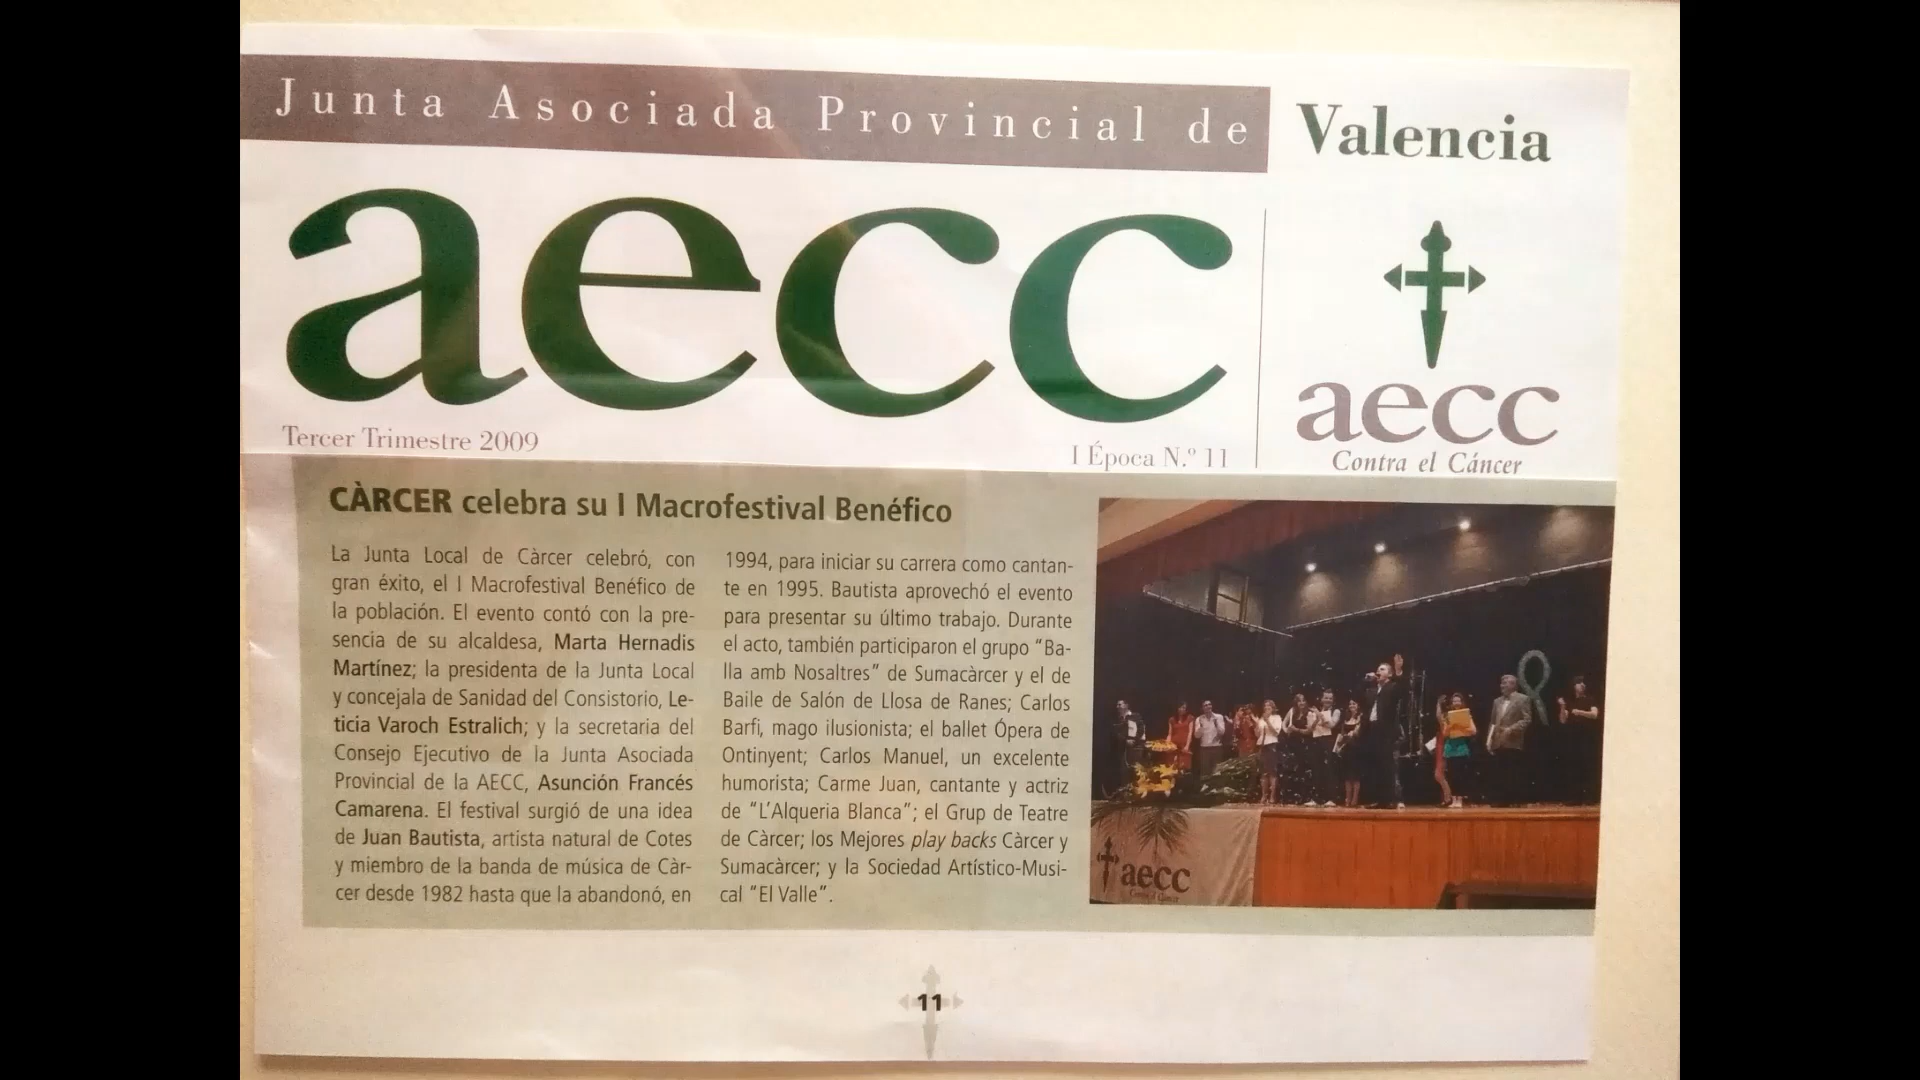 Junta Asociada Provincial de Valencia
aecc
aecc
Contra el Cáncer
Tercer Trimestre 2009
I Época N.º 11
CÀRCER celebra su I Macrofestival Benéfico
La Junta Local de Càrcer celebró, con
gran éxito, el I Macrofestival Benéfico de
la población. El evento contó con la pre-
sencia de su alcaldesa, Marta Hernadis
Martínez; la presidenta de la Junta Local
y concejala de Sanidad del Consistorio, Le-
ticia Varoch Estralich; y la secretaria del
Consejo Ejecutivo de la Junta Asociada
Provincial de la AECC, Asunción Francés
Camarena. El festival surgió de una idea
de Juan Bautista, artista natural de Cotes
y miembro de la banda de música de Càr-
cer desde 1982 hasta que la abandonó, en
1994, para iniciar su carrera como cantan-
te en 1995. Bautista aprovechó el evento
para presentar su último trabajo. Durante
el acto, también participaron el grupo “Ba-
lla amb Nosaltres” de Sumacàrcer y el de
Baile de Salón de Llosa de Ranes; Carlos
Barfi, mago ilusionista; el ballet Ópera de
Ontinyent; Carlos Manuel, un excelente
humorista; Carme Juan, cantante y actriz
de “L’Alqueria Blanca”; el Grup de Teatre
de Càrcer; los Mejores play backs Càrcer y
Sumacàrcer; y la Sociedad Artístico-Musi-
cal “El Valle”.
aecc
Contra el Cáncer
11